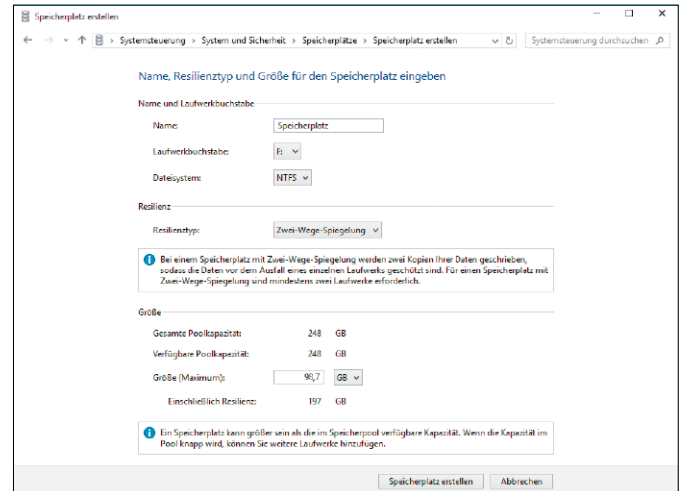 Speicherplatz erstellen
Systemsteuerung › System und Sicherheit › Speicherplätze › Speicherplatz erstellen
Systemsteuerung durchsuchen
Name, Resilienztyp und Größe für den Speicherplatz eingeben
Name und Laufwerkbuchstabe
Name: Speicherplatz
Laufwerkbuchstabe: F:
Dateisystem: NTFS
Resilienz
Resilienztyp: Zwei-Wege-Spiegelung
Bei einem Speicherplatz mit Zwei-Wege-Spiegelung werden zwei Kopien Ihrer Daten geschrieben,
sodass die Daten vor dem Ausfall eines einzelnen Laufwerks geschützt sind. Für einen Speicherplatz mit
Zwei-Wege-Spiegelung sind mindestens zwei Laufwerke erforderlich.
Größe
Gesamte Poolkapazität: 248 GB
Verfügbare Poolkapazität: 248 GB
Größe (Maximum): 98,7 GB
Einschließlich Resilienz: 197 GB
Ein Speicherplatz kann größer sein als die im Speicherpool verfügbare Kapazität. Wenn die Kapazität im
Pool knapp wird, können Sie weitere Laufwerke hinzufügen.
Speicherplatz erstellen Abbrechen